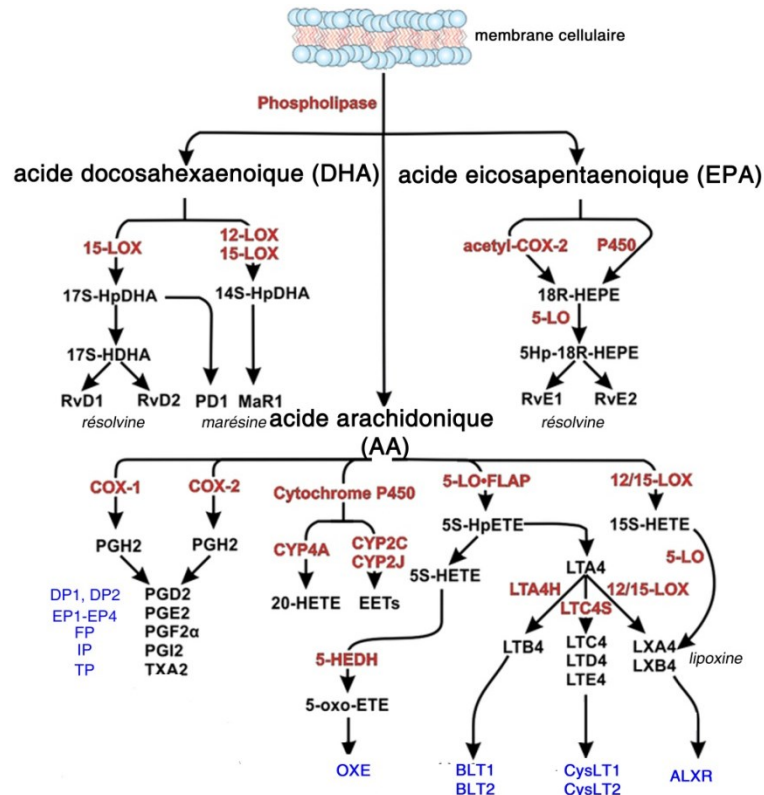 membrane cellulaire
Phospholipase
acide docosahexaenoique (DHA)
acide eicosapentaenoique (EPA)
15-LOX
12-LOX
15-LOX
acetyl-COX-2
P450
17S-HpDHA
14S-HpDHA
18R-HEPE
5-LO
17S-HDHA
5Hp-18R-HEPE
RvD1
RvD2
PD1
MaR1
RvE1
RvE2
résolvine
marésine
résolvine
acide arachidonique
(AA)
COX-1
COX-2
Cytochrome P450
5-LO•FLAP
12/15-LOX
PGH2
PGH2
CYP4A
CYP2C
CYP2J
5S-HpETE
15S-HETE
5-LO
5S-HETE
LTA4
20-HETE
EETs
LTA4H
LTC4S
12/15-LOX
DP1, DP2
PGD2
EP1-EP4
PGE2
FP
PGF2α
IP
PGI2
TP
TXA2
5-HEDH
LTB4
LTC4
LTD4
LTE4
LXA4
LXB4
lipoxine
5-oxo-ETE
OXE
BLT1
BLT2
CysLT1
CysLT2
ALXR